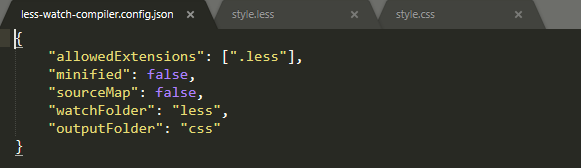 less-watch-compiler.config.json × style.less × style.css ×
{
    "allowedExtensions": [".less"],
    "minified": false,
    "sourceMap": false,
    "watchFolder": "less",
    "outputFolder": "css"
}